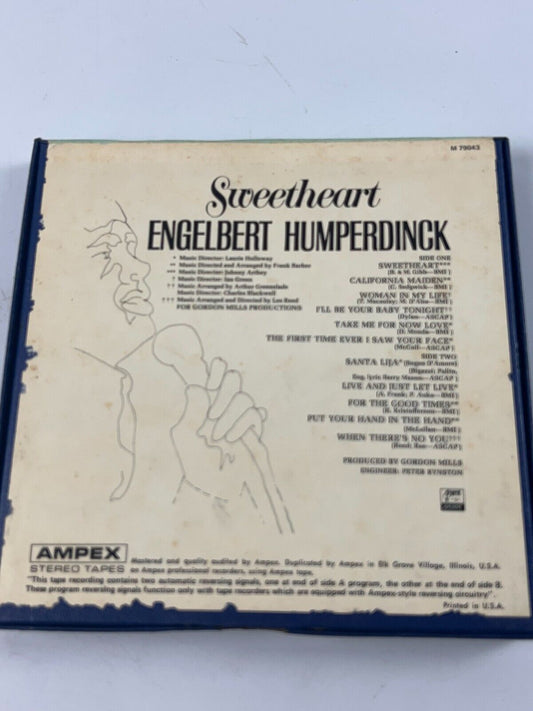 M 79043
Sweetheart
ENGELBERT HUMPERDINCK
* Music Director: Laurie Holloway
** Music Directed and Arranged by Frank Barber
*** Music Director: Johnny Arthey
† Music Director: Ian Green
†† Music Arranged by Arthur Greenslade
Music Director: Charles Blackwell
††† Music Arranged and Directed by Les Reed
FOR GORDON MILLS PRODUCTIONS
SIDE ONE
SWEETHEART***
(B. & M. Gibb—BMI)
CALIFORNIA MAIDEN**
(C. Sedgwick—BMI)
WOMAN IN MY LIFE†
I'LL BE YOUR BABY TONIGHT††
(Dylan—ASCAP)
TAKE ME FOR NOW LOVE*
THE FIRST TIME EVER I SAW YOUR FACE*
SIDE TWO
SANTA LIJA*
LIVE AND JUST LET LIVE*
FOR THE GOOD TIMES**
(K. Kristofferson—BMI)
PUT YOUR HAND IN THE HAND**
(McLellan—BMI)
WHEN THERE'S NO YOU†††
PRODUCED BY GORDON MILLS
ENGINEER: PETER RYNSTON
AMPEX
STEREO TAPES
Mastered and quality audited by Ampex. Duplicated by Ampex in Elk Grove Village, Illinois, U.S.A.
on Ampex professional recorders, using Ampex tape.
"This tape recording contains two automatic reversing signals, one at end of side A program, the other at end of side B.
These program reversing signals function only with tape recorders which are equipped with Ampex-style reversing circuitry".
Printed in U.S.A.